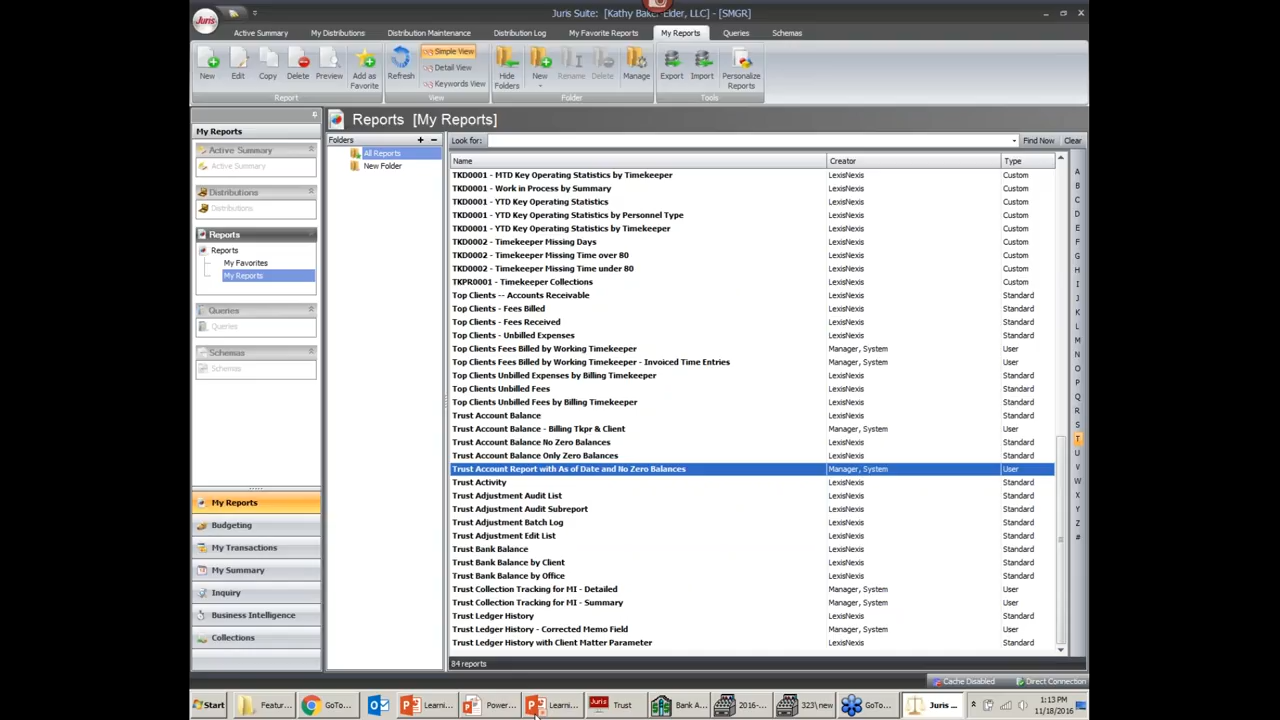 Juris
Juris Suite: [Kathy Baker Elder, LLC] - [SMGR]
Active Summary My Distributions Distribution Maintenance Distribution Log My Favorite Reports My Reports Queries Schemas
New Edit Copy Delete Preview Add as Favorite Refresh Simple View Detail View Keywords View Hide Folders New Rename Delete Manage Export Import Personalize Reports
Report View Folder Tools
My Reports
Active Summary
Active Summary
Distributions
Distributions
Reports
Reports
My Favorites
My Reports
Queries
Queries
Schemas
Schemas
My Reports
Budgeting
My Transactions
My Summary
Inquiry
Business Intelligence
Collections
Reports [My Reports]
Folders + −
All Reports
New Folder
Look for: Find Now Clear
Name Creator Type
TKD0001 - MTD Key Operating Statistics by Timekeeper LexisNexis Custom
TKD0001 - Work in Process by Summary LexisNexis Custom
TKD0001 - YTD Key Operating Statistics LexisNexis Custom
TKD0001 - YTD Key Operating Statistics by Personnel Type LexisNexis Custom
TKD0001 - YTD Key Operating Statistics by Timekeeper LexisNexis Custom
TKD0002 - Timekeeper Missing Days LexisNexis Custom
TKD0002 - Timekeeper Missing Time over 80 LexisNexis Custom
TKD0002 - Timekeeper Missing Time under 80 LexisNexis Custom
TKPR0001 - Timekeeper Collections LexisNexis Custom
Top Clients -- Accounts Receivable LexisNexis Standard
Top Clients - Fees Billed LexisNexis Standard
Top Clients - Fees Received LexisNexis Standard
Top Clients - Unbilled Expenses LexisNexis Standard
Top Clients Fees Billed by Working Timekeeper Manager, System User
Top Clients Fees Billed by Working Timekeeper - Invoiced Time Entries Manager, System User
Top Clients Unbilled Expenses by Billing Timekeeper LexisNexis Standard
Top Clients Unbilled Fees LexisNexis Standard
Top Clients Unbilled Fees by Billing Timekeeper LexisNexis Standard
Trust Account Balance LexisNexis Standard
Trust Account Balance - Billing Tkpr & Client Manager, System User
Trust Account Balance No Zero Balances LexisNexis Standard
Trust Account Balance Only Zero Balances LexisNexis Standard
Trust Account Report with As of Date and No Zero Balances Manager, System User
Trust Activity LexisNexis Standard
Trust Adjustment Audit List LexisNexis Standard
Trust Adjustment Audit Subreport LexisNexis Standard
Trust Adjustment Batch Log LexisNexis Standard
Trust Adjustment Edit List LexisNexis Standard
Trust Bank Balance LexisNexis Standard
Trust Bank Balance by Client LexisNexis Standard
Trust Bank Balance by Office LexisNexis Standard
Trust Collection Tracking for MI - Detailed Manager, System User
Trust Collection Tracking for MI - Summary Manager, System User
Trust Ledger History LexisNexis Standard
Trust Ledger History - Corrected Memo Field Manager, System User
Trust Ledger History with Client Matter Parameter LexisNexis Standard
84 reports
A
B
C
D
E
F
G
H
I
J
K
L
M
N
O
P
Q
R
S
T
U
V
W
X
Y
Z
#
Cache Disabled Direct Connection
Start Featur... GoTo... Learni... Power... Learni... Juris Trust Bank A... 2016-... 323\new GoTo... Juris ...
1:13 PM
11/18/2016